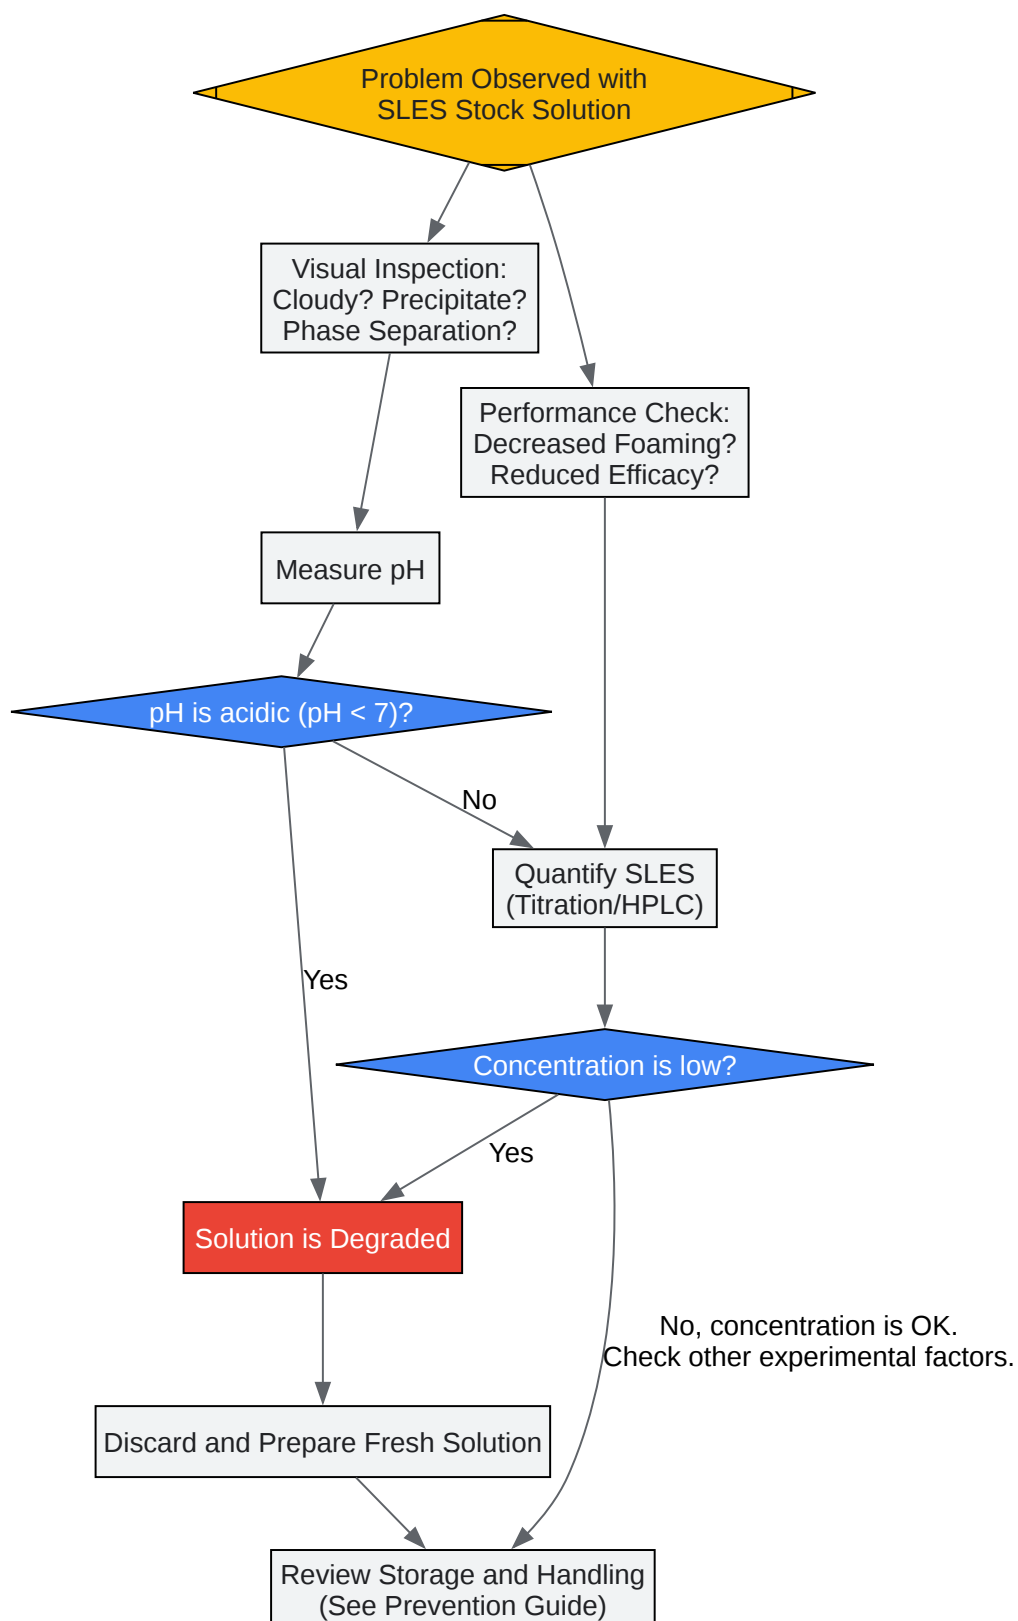 Problem Observed with
SLES Stock Solution
Visual Inspection:
Cloudy? Precipitate?
Phase Separation?
Performance Check:
Decreased Foaming?
Reduced Efficacy?
Measure pH
pH is acidic (pH < 7)?
No
Quantify SLES
(Titration/HPLC)
Yes
Concentration is low?
Yes
Solution is Degraded
No, concentration is OK.
Check other experimental factors.
Discard and Prepare Fresh Solution
Review Storage and Handling
(See Prevention Guide)